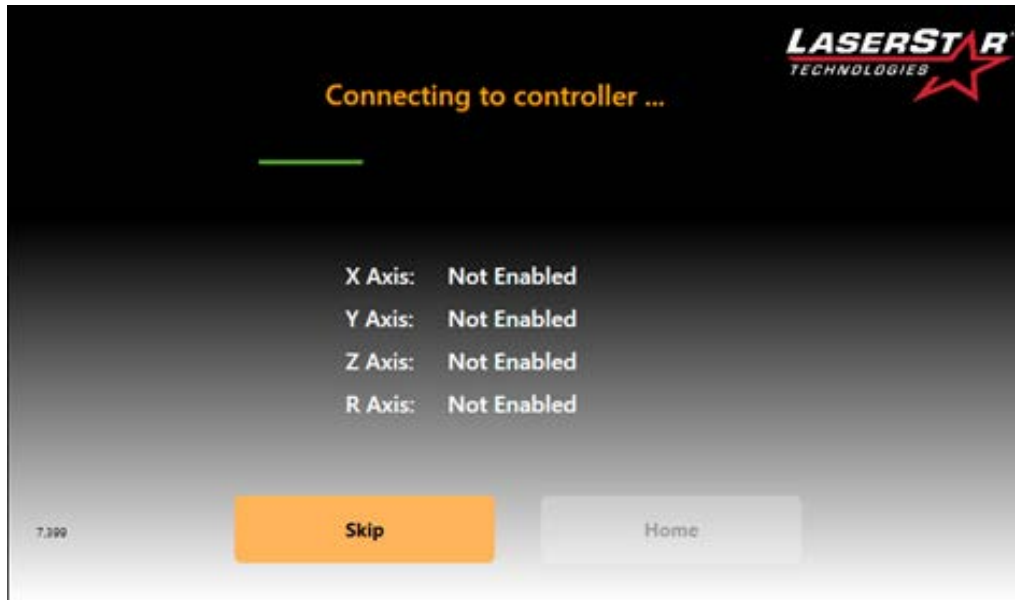 LASERSTAR
TECHNOLOGIES
Connecting to controller ...
X Axis: Not Enabled
Y Axis: Not Enabled
Z Axis: Not Enabled
R Axis: Not Enabled
7.399
Skip
Home